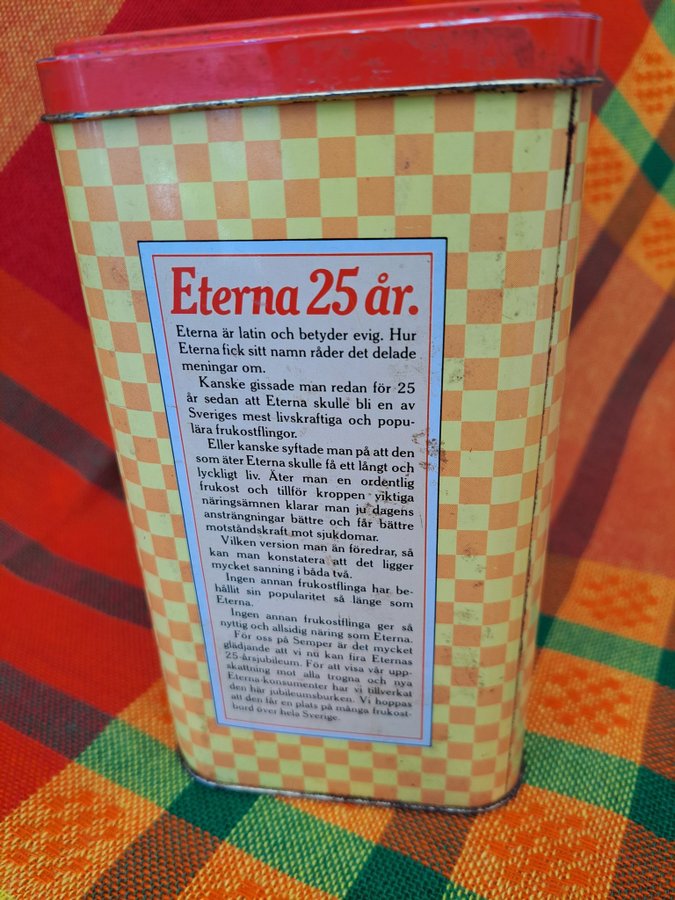 Eterna 25 år.
Eterna är latin och betyder evig. Hur
Eterna fick sitt namn råder det delade
meningar om.
Kanske gissade man redan för 25
år sedan att Eterna skulle bli en av
Sveriges mest livskraftiga och popu-
lära frukostflingor.
Eller kanske syftade man på att den
som äter Eterna skulle få ett långt och
lyckligt liv. Äter man en ordentlig
frukost och tillför kroppen viktiga
näringsämnen klarar man ju dagens
ansträngningar bättre och får bättre
motståndskraft mot sjukdomar.
Vilken version man än föredrar, så
kan man konstatera att det ligger
mycket sanning i båda två.
Ingen annan frukostflinga har be-
hållit sin popularitet så länge som
Eterna.
Ingen annan frukostflinga ger så
nyttig och allsidig näring som Eterna.
För oss på Semper är det mycket
glädjande att vi nu kan fira Eternas
25-årsjubileum. För att visa vår upp-
skattning mot alla trogna och nya
Eterna-konsumenter har vi tillverkat
den här jubileumsburken. Vi hoppas
att den får en plats på många frukost-
bord över hela Sverige.